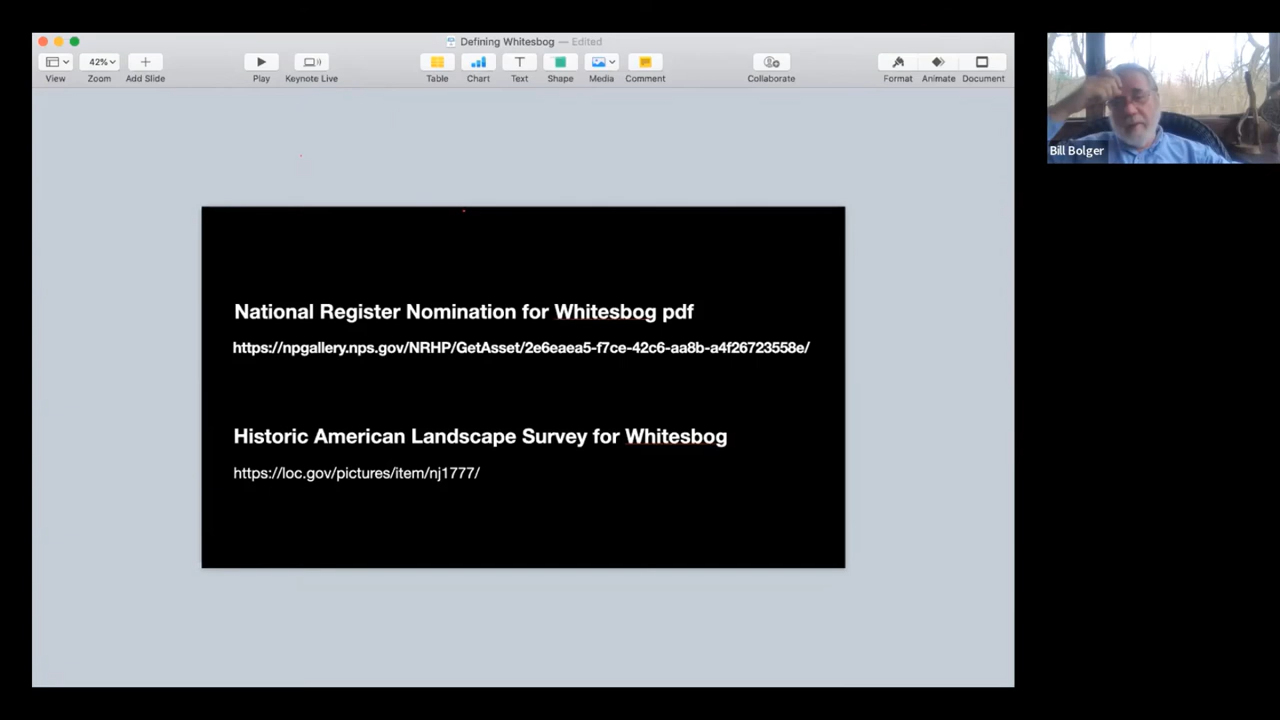 Defining Whitesbog — Edited
42%
View Zoom Add Slide Play Keynote Live Table Chart Text Shape Media Comment Collaborate Format Animate Document
Bill Bolger
National Register Nomination for Whitesbog pdf
https://npgallery.nps.gov/NRHP/GetAsset/2e6eaea5-f7ce-42c6-aa8b-a4f26723558e/
Historic American Landscape Survey for Whitesbog
https://loc.gov/pictures/item/nj1777/